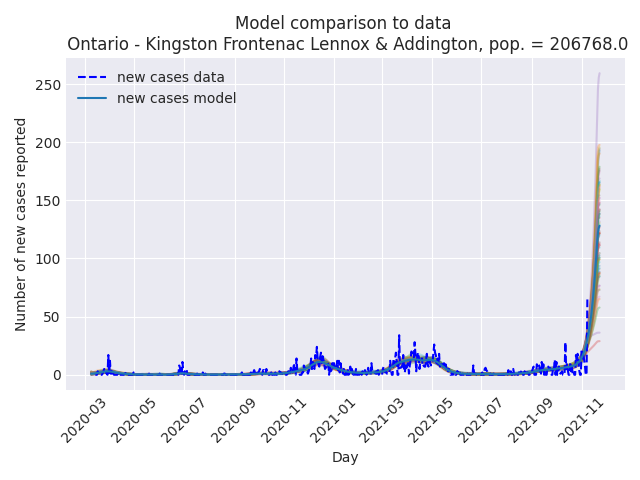 Model comparison to data
Ontario - Kingston Frontenac Lennox & Addington, pop. = 206768.0
new cases data
new cases model
Number of new cases reported
250
200
150
100
50
0
2020-03
2020-05
2020-07
2020-09
2020-11
2021-01
2021-03
2021-05
2021-07
2021-09
2021-11
Day